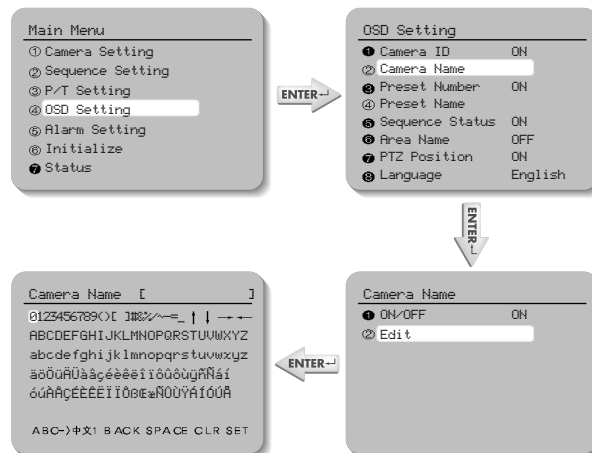 Main Menu
① Camera Setting
② Sequence Setting
③ P/T Setting
④ OSD Setting
⑤ Alarm Setting
⑥ Initialize
❼ Status
ENTER↵
OSD Setting
❶ Camera ID ON
② Camera Name
❸ Preset Number ON
④ Preset Name
❺ Sequence Status ON
❻ Area Name OFF
❼ PTZ Position ON
❽ Language English
ENTER↵
Camera Name
❶ ON/OFF ON
② Edit
ENTER↵
Camera Name [ ]
0123456789()[ ]#&%/~-=_ ↑ ↓ → ←
ABCDEFGHIJKLMNOPQRSTUVWXYZ
abcdefghijklmnopqrstuvwxyz
ABC->中文1 BACK SPACE CLR SET